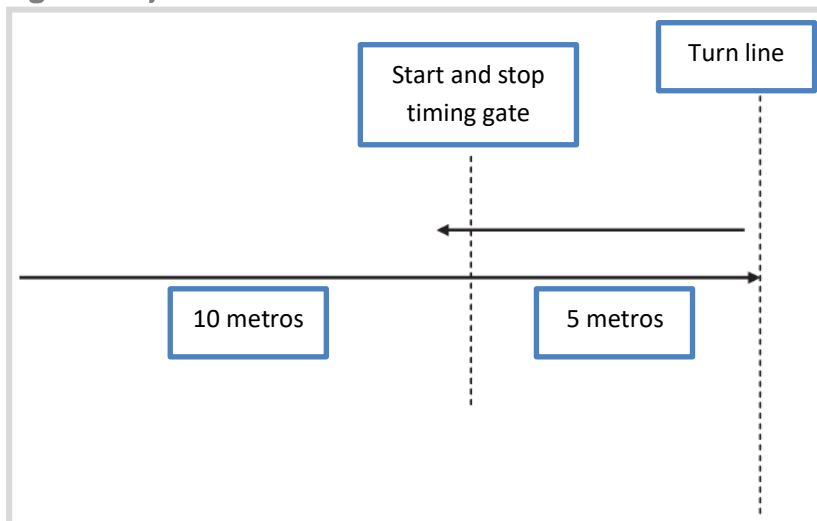 Turn line
Start and stop
timing gate
10 metros
5 metros